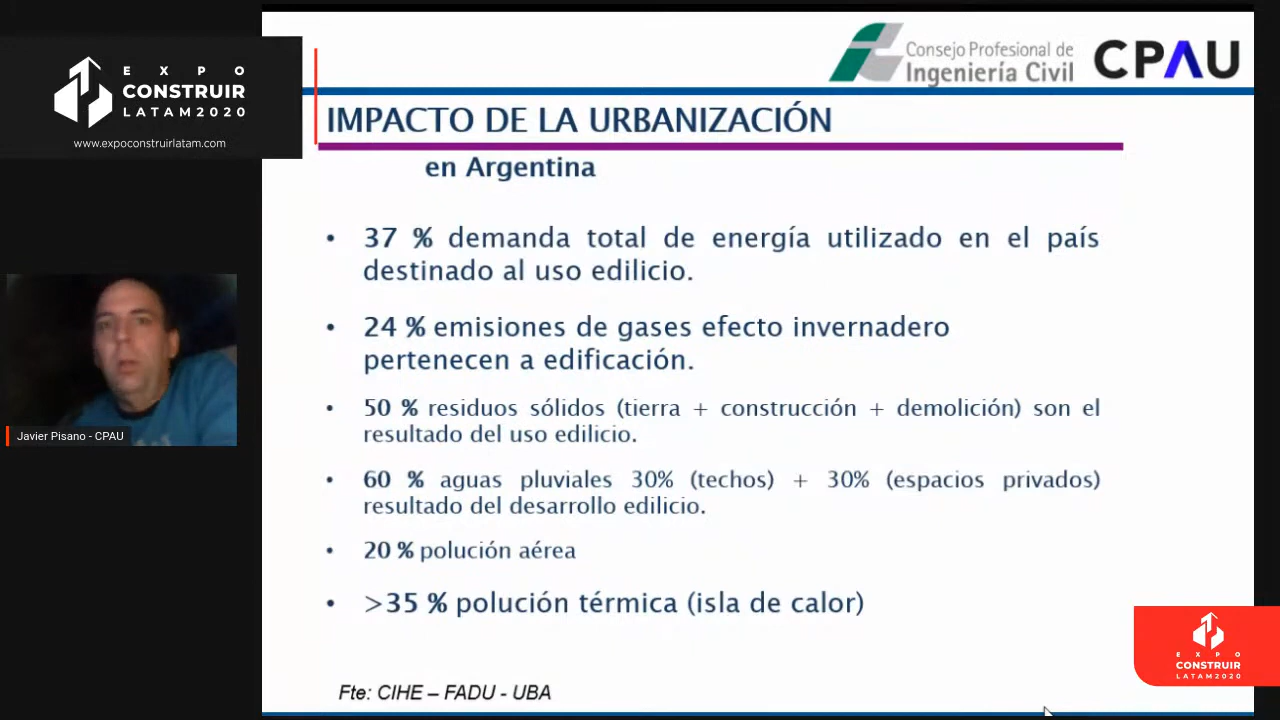 EXPO
CONSTRUIR
LATAM2020
www.expoconstruirlatam.com
Consejo Profesional de
Ingeniería Civil
CPAU
IMPACTO DE LA URBANIZACIÓN
en Argentina
• 37 % demanda total de energía utilizado en el país
destinado al uso edilicio.
• 24 % emisiones de gases efecto invernadero
pertenecen a edificación.
• 50 % residuos sólidos (tierra + construcción + demolición) son el
resultado del uso edilicio.
• 60 % aguas pluviales 30% (techos) + 30% (espacios privados)
resultado del desarrollo edilicio.
• 20 % polución aérea
• >35 % polución térmica (isla de calor)
Fte: CIHE – FADU - UBA
Javier Pisano - CPAU
EXPO
CONSTRUIR
LATAM2020